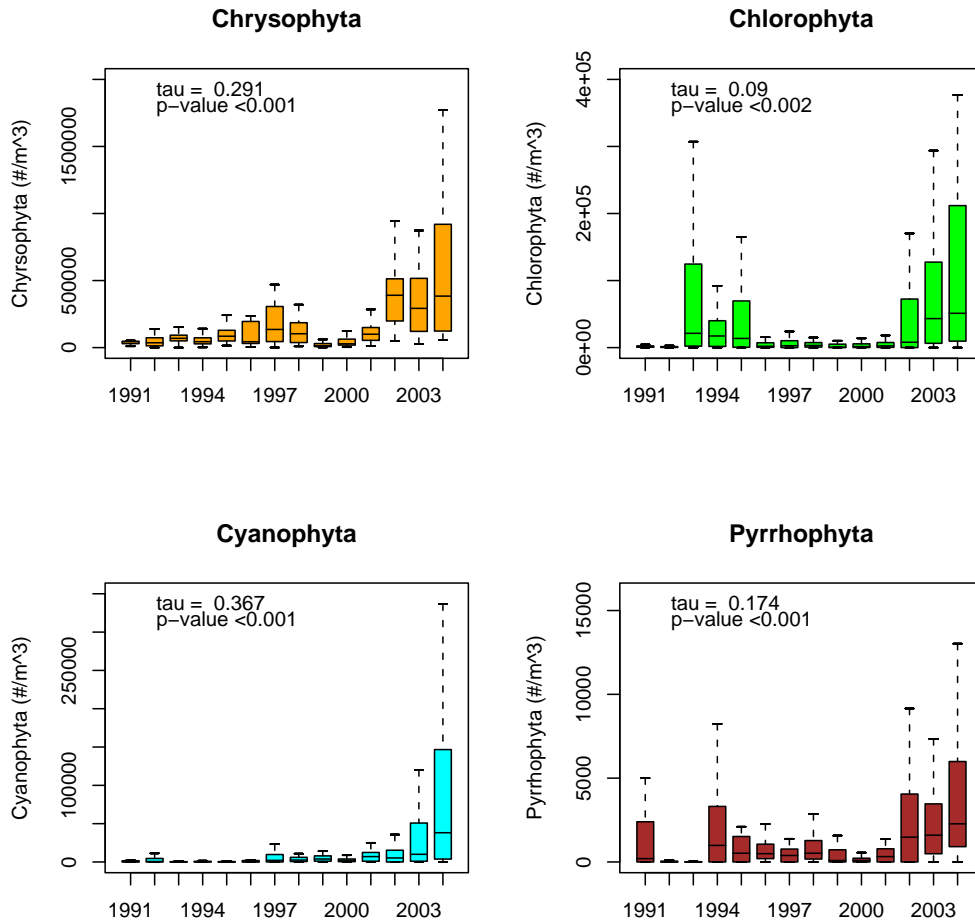 Chrysophyta
tau =  0.291
p−value <0.001
Chyrsophyta (#/m^3)
1500000
500000
0
1991 1994 1997 2000 2003
Chlorophyta
tau =  0.09
p−value <0.002
Chlorophyta (#/m^3)
4e+05
2e+05
0e+00
1991 1994 1997 2000 2003
Cyanophyta
tau =  0.367
p−value <0.001
Cyanophyta (#/m^3)
250000
100000
0
1991 1994 1997 2000 2003
Pyrrhophyta
tau =  0.174
p−value <0.001
Pyrrhophyta (#/m^3)
15000
10000
5000
0
1991 1994 1997 2000 2003